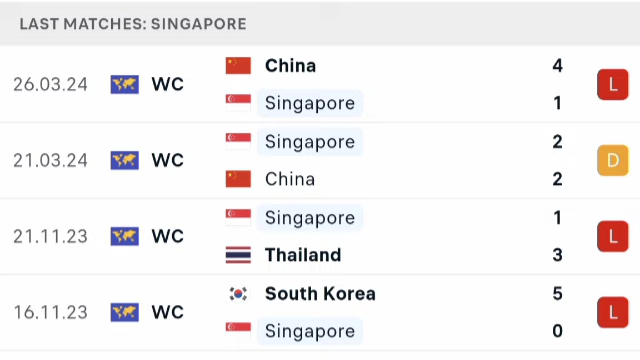 LAST MATCHES: SINGAPORE
China 4
26.03.24 WC L
Singapore 1
Singapore 2
21.03.24 WC D
China 2
Singapore 1
21.11.23 WC L
Thailand 3
South Korea 5
16.11.23 WC L
Singapore 0